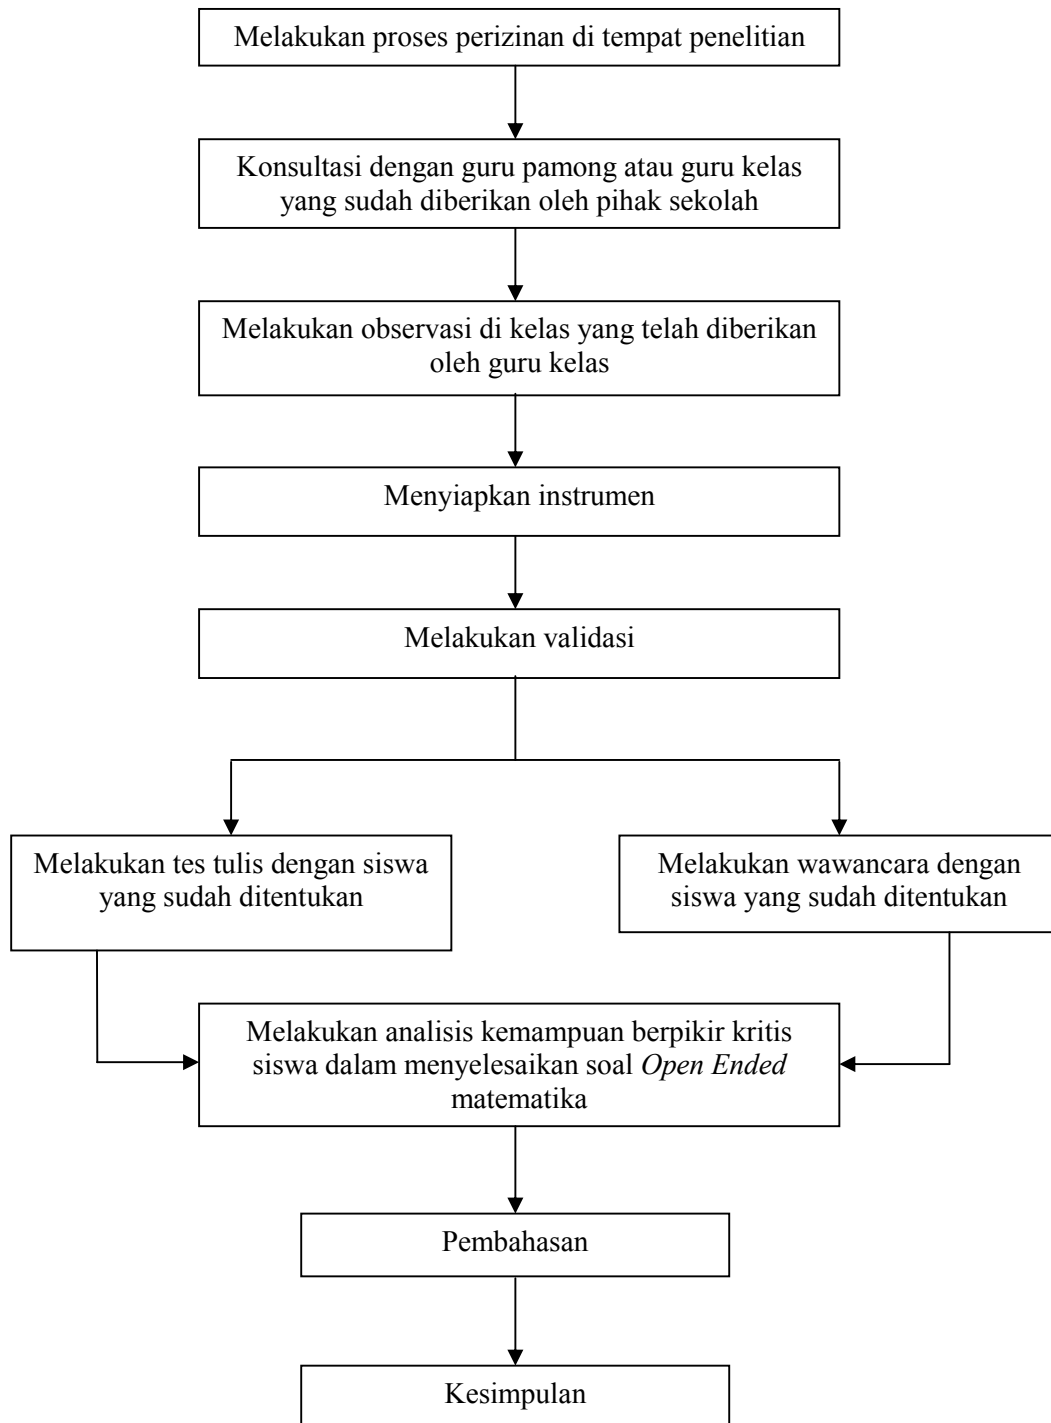 Melakukan proses perizinan di tempat penelitian
Konsultasi dengan guru pamong atau guru kelas
yang sudah diberikan oleh pihak sekolah
Melakukan observasi di kelas yang telah diberikan
oleh guru kelas
Menyiapkan instrumen
Melakukan validasi
Melakukan tes tulis dengan siswa
yang sudah ditentukan
Melakukan wawancara dengan
siswa yang sudah ditentukan
Melakukan analisis kemampuan berpikir kritis
siswa dalam menyelesaikan soal Open Ended
matematika
Pembahasan
Kesimpulan